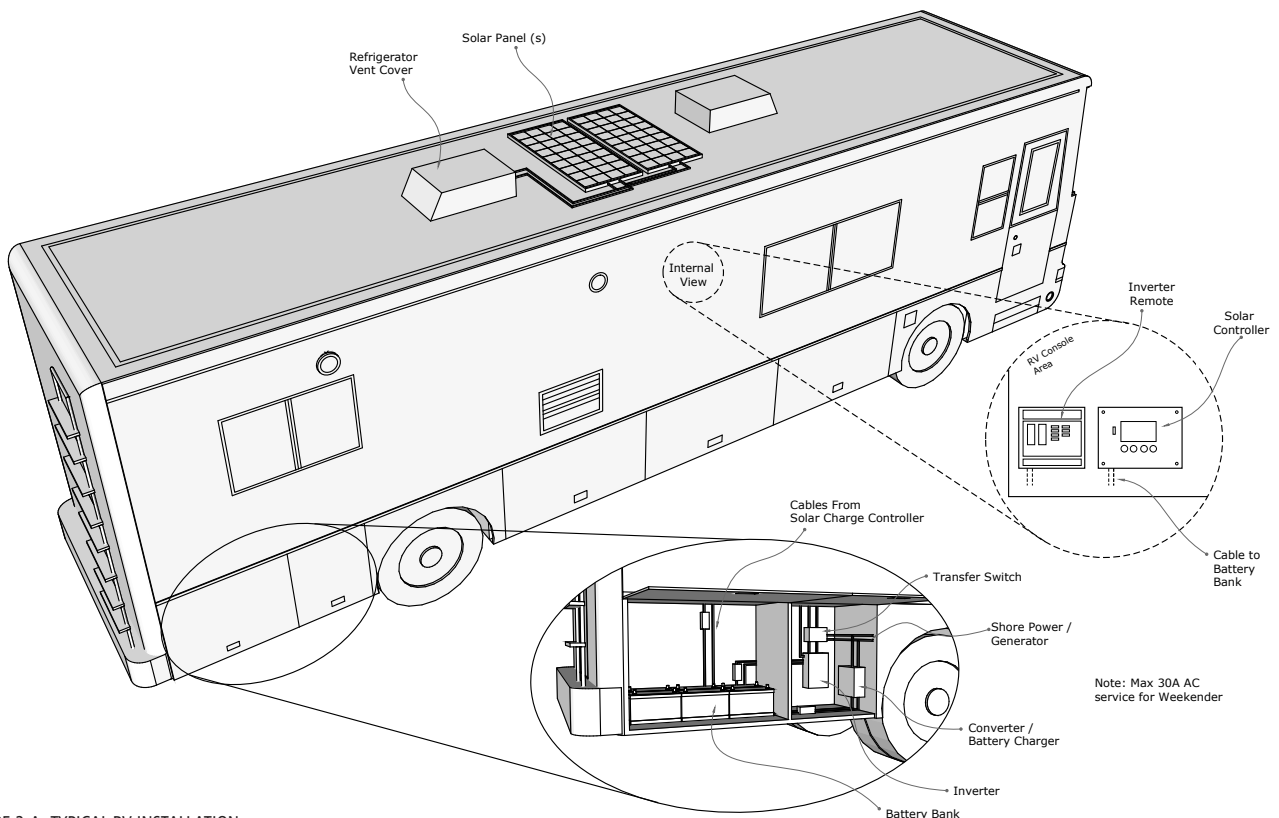 Solar Panel (s)
Refrigerator
Vent Cover
Internal
View
Inverter
Remote
Solar
Controller
RV Console
Area
Cables From
Solar Charge Controller
Transfer Switch
Cable to
Battery
Bank
Shore Power /
Generator
Note: Max 30A AC
service for Weekender
Converter /
Battery Charger
Inverter
Battery Bank